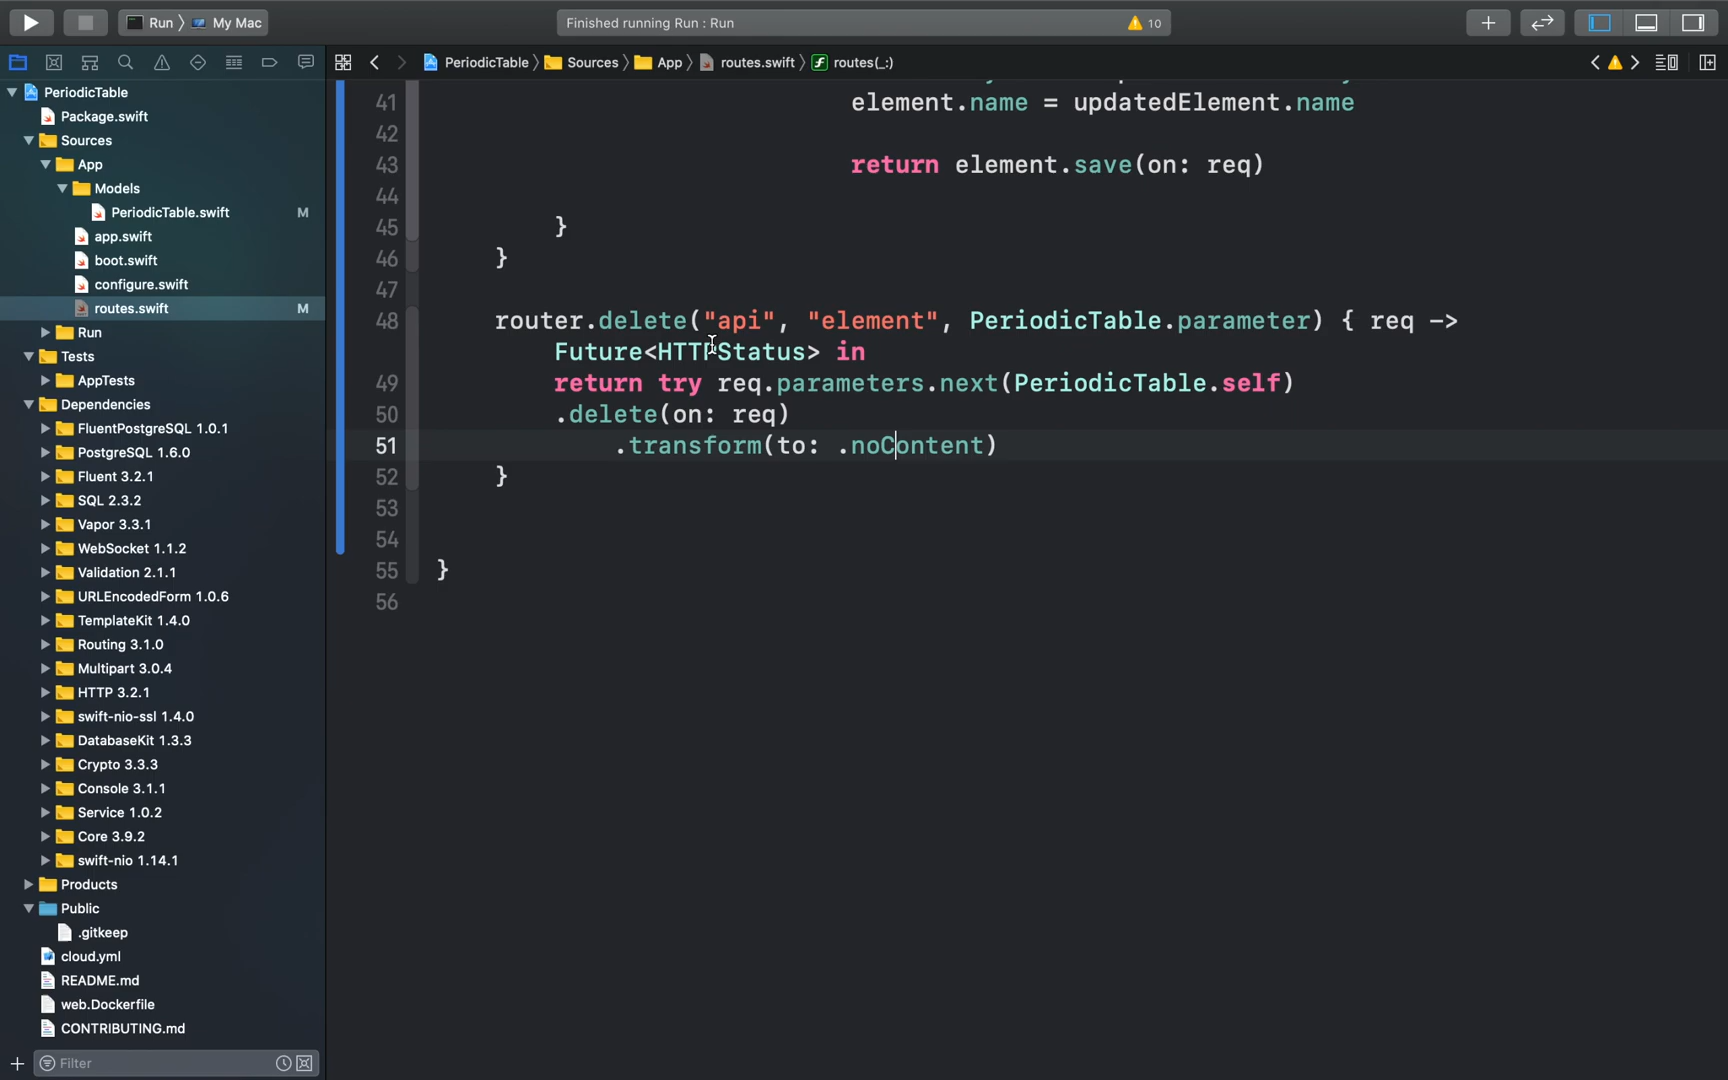 Run 〉 My Mac
Finished running Run : Run
10
PeriodicTable 〉 Sources 〉 App 〉 routes.swift 〉 routes(_:)
PeriodicTable
Package.swift
Sources
App
Models
PeriodicTable.swift M
app.swift
boot.swift
configure.swift
routes.swift M
Run
Tests
AppTests
Dependencies
FluentPostgreSQL 1.0.1
PostgreSQL 1.6.0
Fluent 3.2.1
SQL 2.3.2
Vapor 3.3.1
WebSocket 1.1.2
Validation 2.1.1
URLEncodedForm 1.0.6
TemplateKit 1.4.0
Routing 3.1.0
Multipart 3.0.4
HTTP 3.2.1
swift-nio-ssl 1.4.0
DatabaseKit 1.3.3
Crypto 3.3.3
Console 3.1.1
Service 1.0.2
Core 3.9.2
swift-nio 1.14.1
Products
Public
.gitkeep
cloud.yml
README.md
web.Dockerfile
CONTRIBUTING.md
Filter
41 element.name = updatedElement.name
42
43 return element.save(on: req)
44
45 }
46 }
47
48 router.delete("api", "element", PeriodicTable.parameter) { req ->
Future<HTTPStatus> in
49 return try req.parameters.next(PeriodicTable.self)
50 .delete(on: req)
51 .transform(to: .noContent)
52 }
53
54
55 }
56